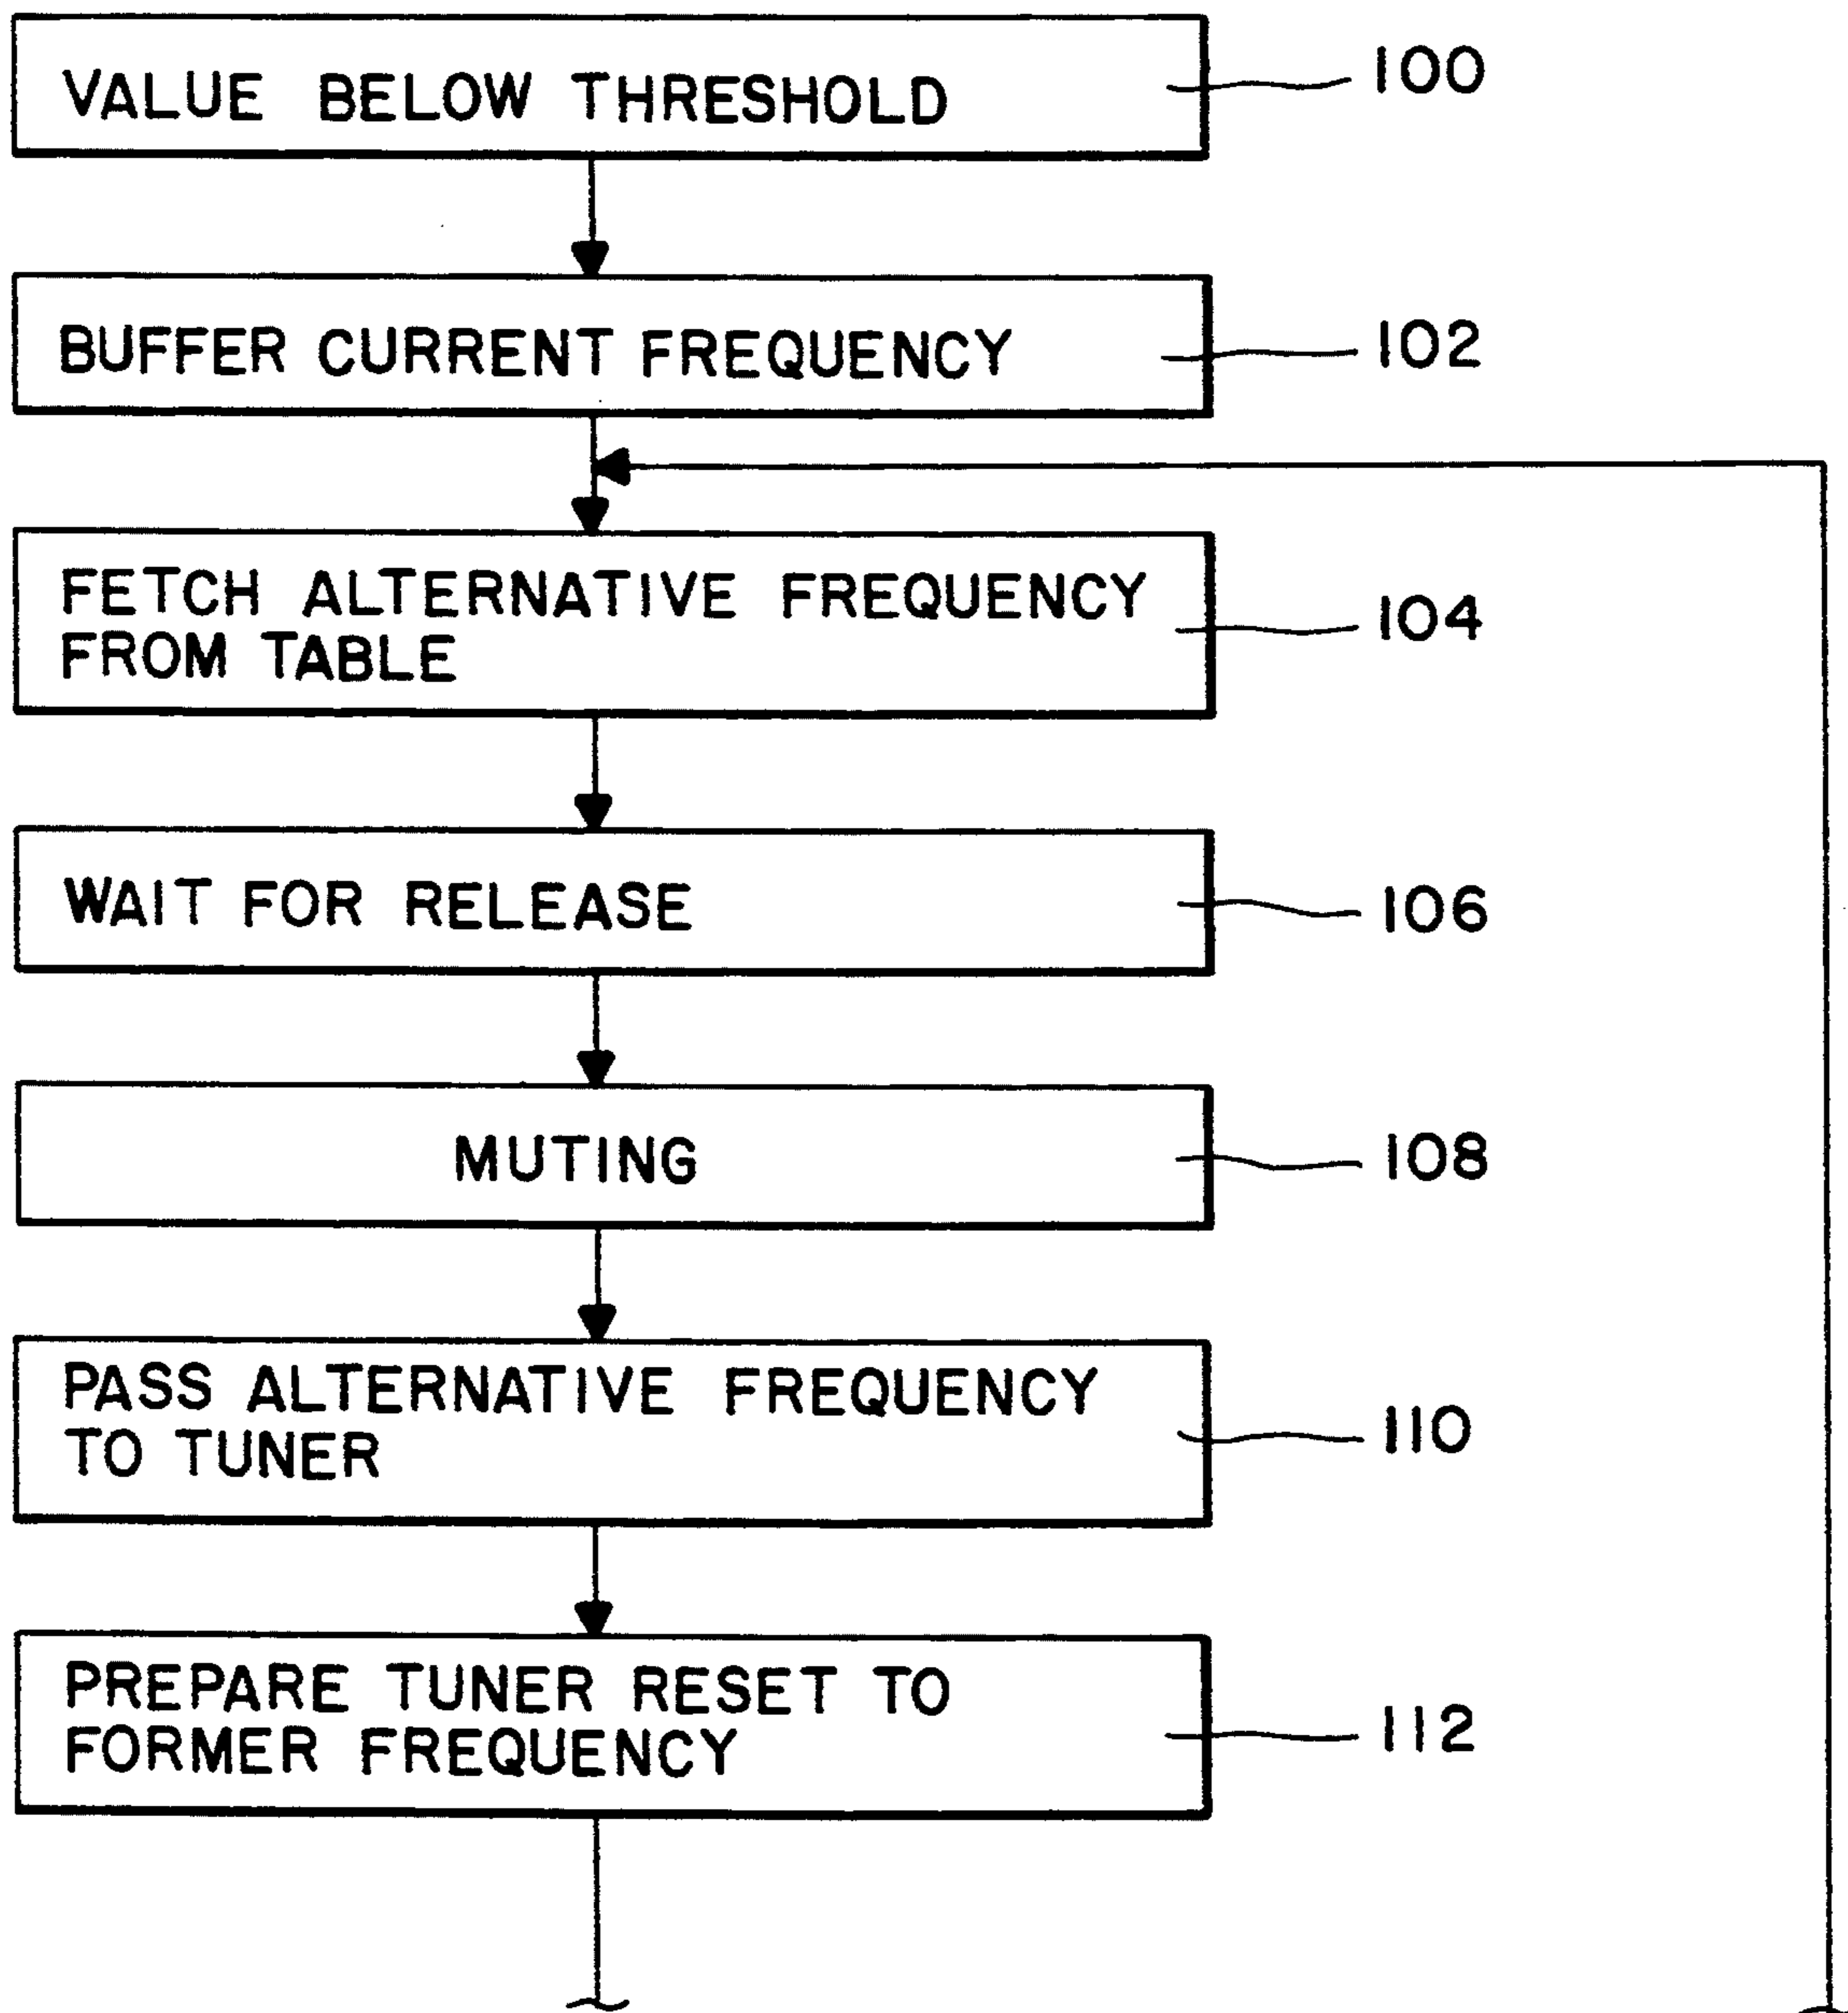 VALUE BELOW THRESHOLD
100
BUFFER CURRENT FREQUENCY
102
FETCH ALTERNATIVE FREQUENCY
FROM TABLE
104
WAIT FOR RELEASE
106
MUTING
108
PASS ALTERNATIVE FREQUENCY
TO TUNER
110
PREPARE TUNER RESET TO
FORMER FREQUENCY
112